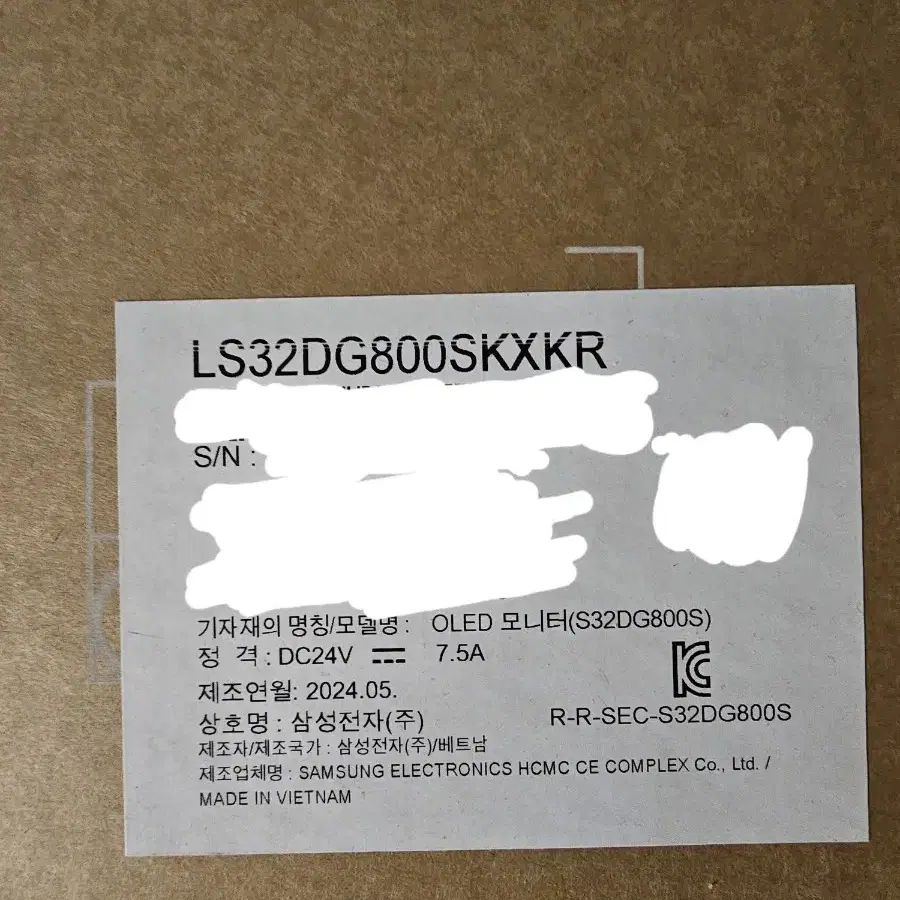 LS32DG800SKXKR
S/N :
기자재의 명칭/모델명 : OLED 모니터(S32DG800S)
정 격 : DC24V 7.5A
제조연월: 2024.05.
상호명 : 삼성전자(주)
R-R-SEC-S32DG800S
제조자/제조국가 : 삼성전자(주)/베트남
제조업체명 : SAMSUNG ELECTRONICS HCMC CE COMPLEX Co., Ltd. /
MADE IN VIETNAM